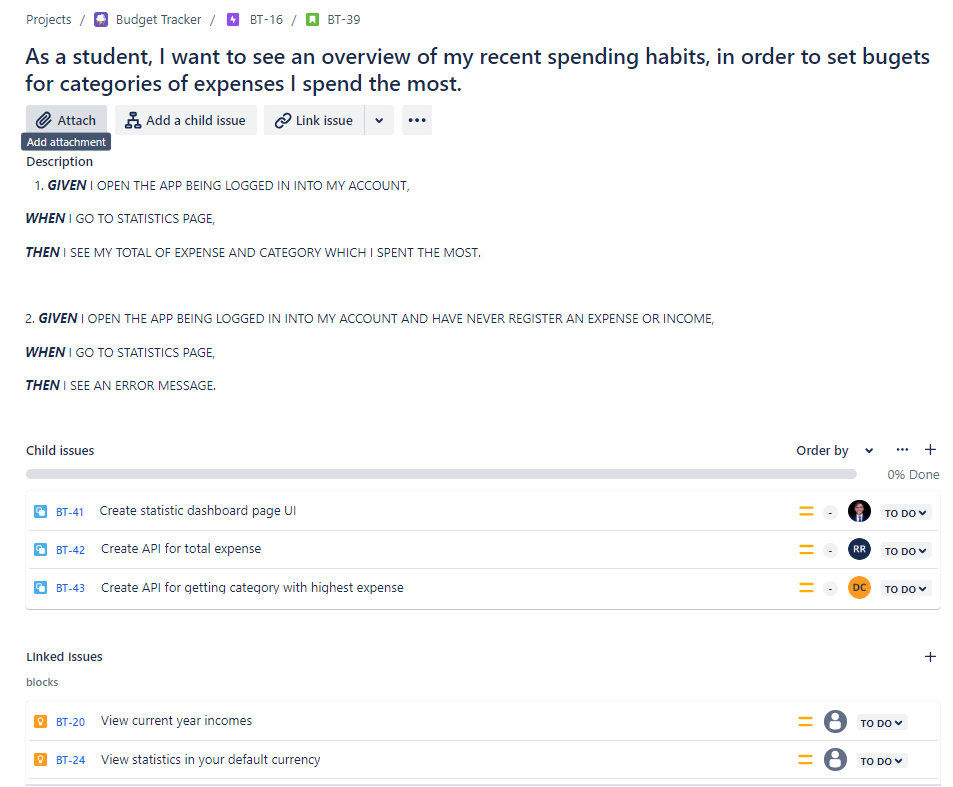 Projects / Budget Tracker / BT-16 / BT-39
As a student, I want to see an overview of my recent spending habits, in order to set bugets
for categories of expenses I spend the most.
Attach Add a child issue Link issue
Add attachment
Description
1. GIVEN I OPEN THE APP BEING LOGGED IN INTO MY ACCOUNT,
WHEN I GO TO STATISTICS PAGE,
THEN I SEE MY TOTAL OF EXPENSE AND CATEGORY WHICH I SPENT THE MOST.
2. GIVEN I OPEN THE APP BEING LOGGED IN INTO MY ACCOUNT AND HAVE NEVER REGISTER AN EXPENSE OR INCOME,
WHEN I GO TO STATISTICS PAGE,
THEN I SEE AN ERROR MESSAGE.
Child issues Order by
0% Done
BT-41 Create statistic dashboard page UI - TO DO
BT-42 Create API for total expense - RR TO DO
BT-43 Create API for getting category with highest expense - DC TO DO
Linked issues
blocks
BT-20 View current year incomes TO DO
BT-24 View statistics in your default currency TO DO